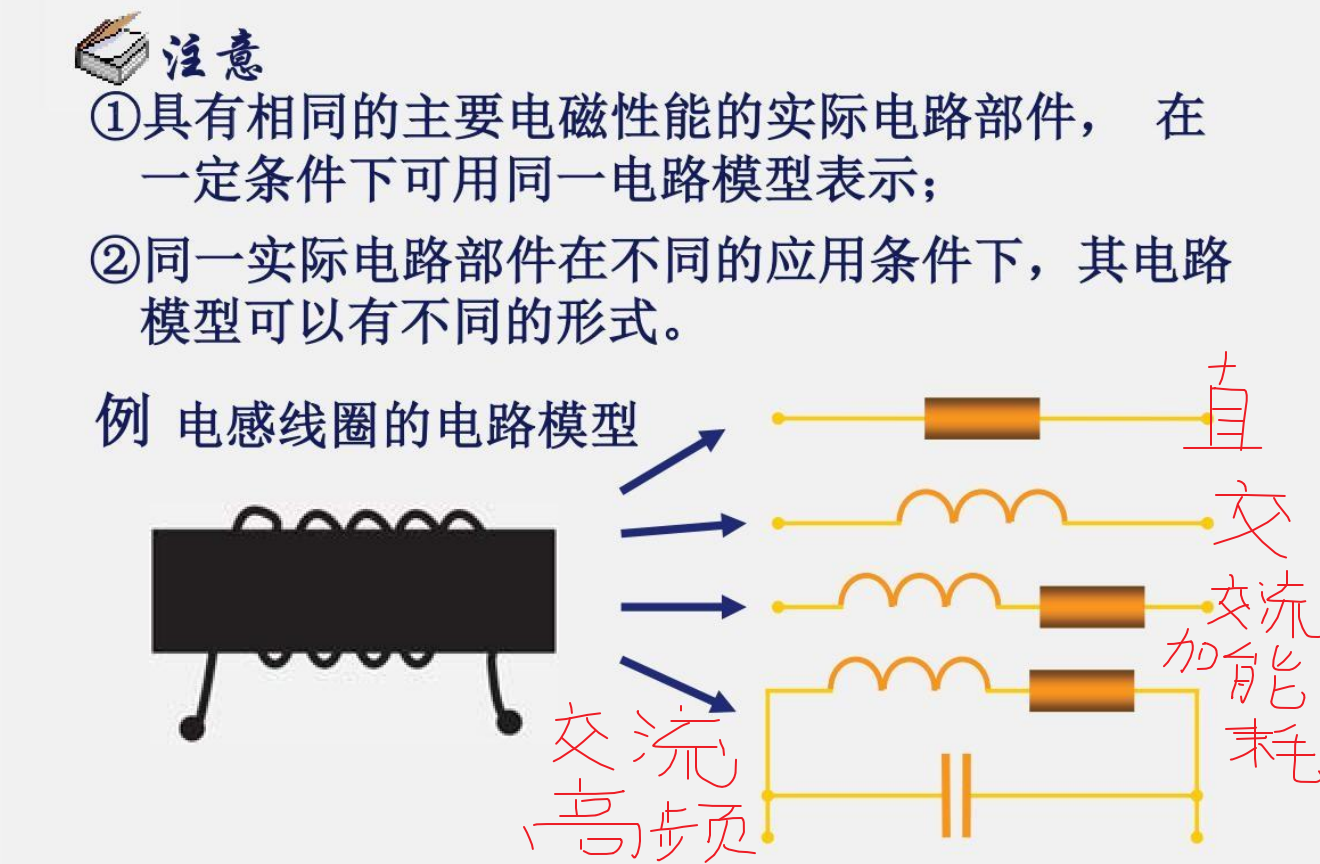 注意
①具有相同的主要电磁性能的实际电路部件， 在
一定条件下可用同一电路模型表示；
②同一实际电路部件在不同的应用条件下，其电路
模型可以有不同的形式。
例 电感线圈的电路模型
直
交
交流
加能
耗
交流
高频